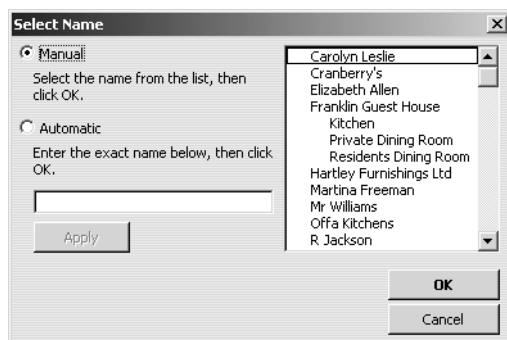 Select Name
Manual
Select the name from the list, then
click OK.
Automatic
Enter the exact name below, then click
OK.
Apply
Carolyn Leslie
Cranberry's
Elizabeth Allen
Franklin Guest House
Kitchen
Private Dining Room
Residents Dining Room
Hartley Furnishings Ltd
Martina Freeman
Mr Williams
Offa Kitchens
R Jackson
OK
Cancel